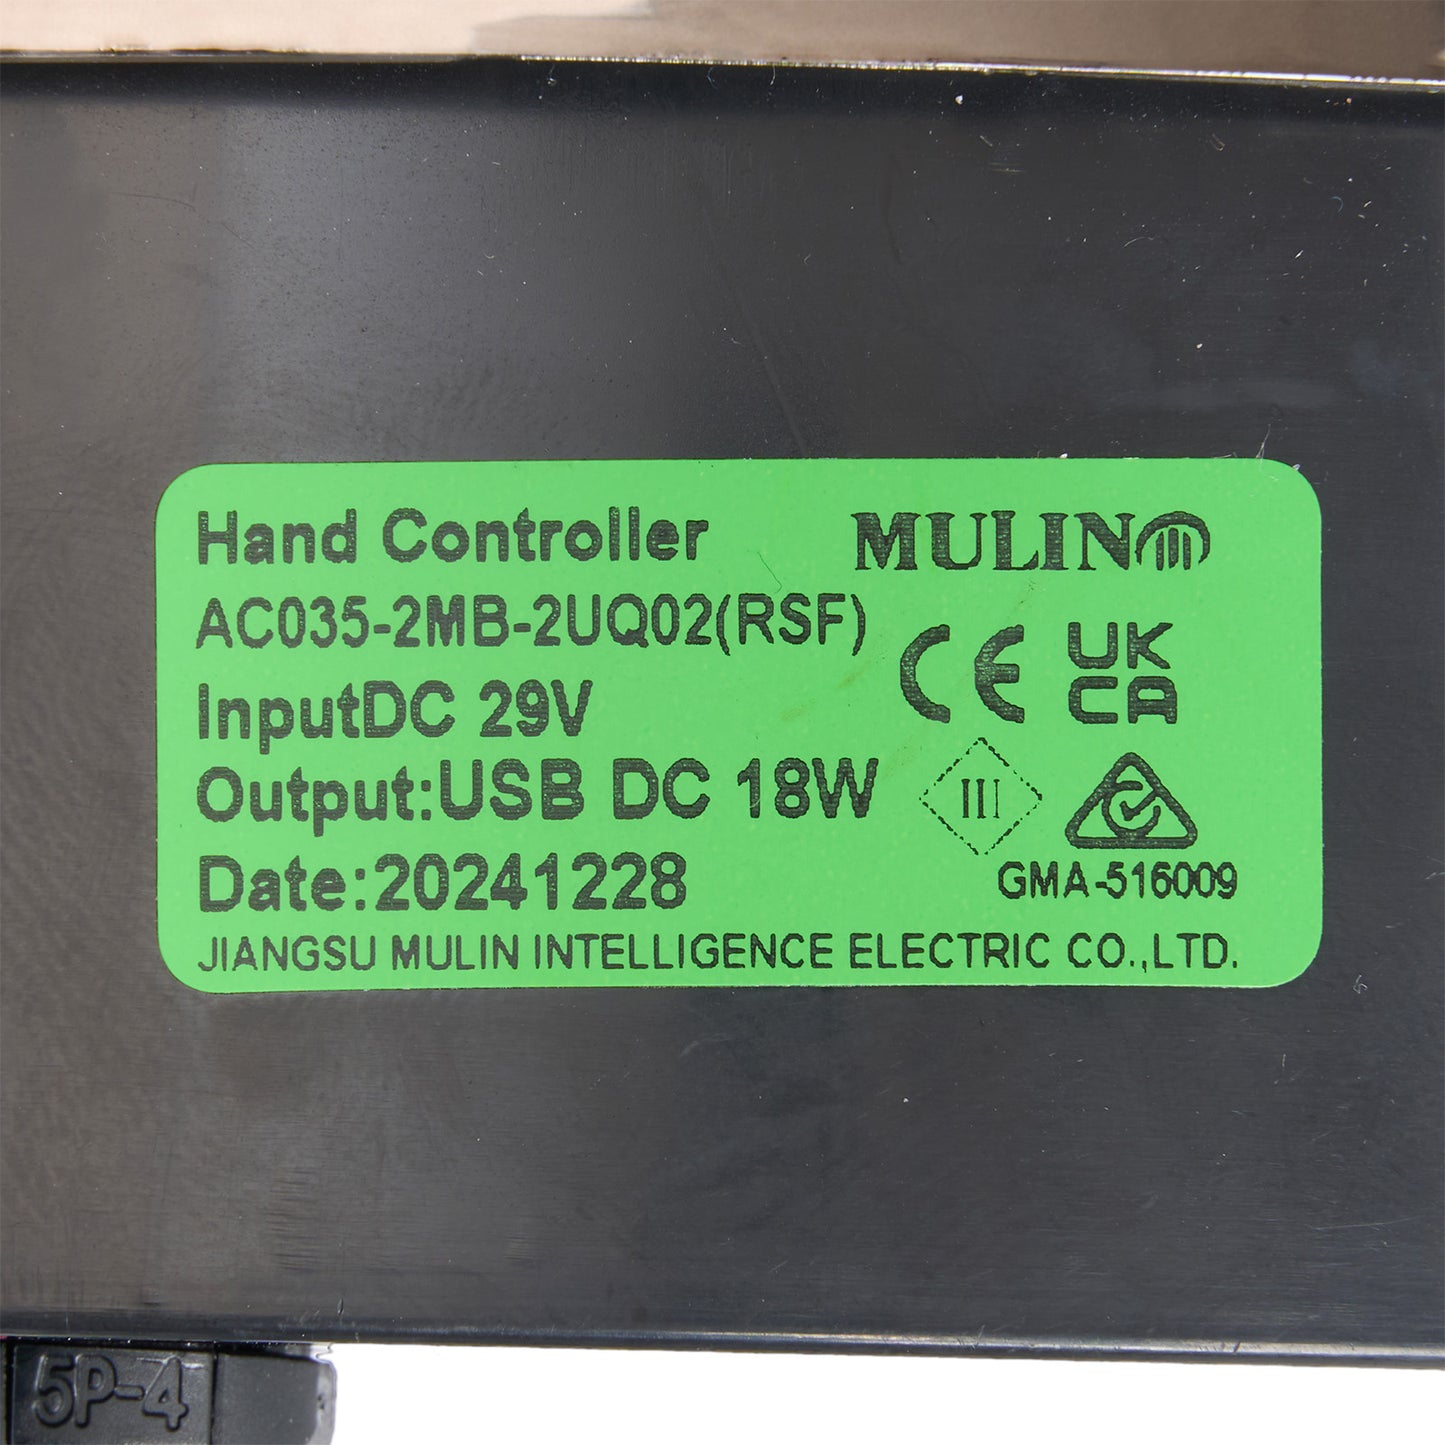 Hand Controller MULIN
AC035-2MB-2UQ02(RSF)
CE UK
CA
InputDC 29V
Output:USB DC 18W
III
Date:20241228
GMA-516009
JIANGSU MULIN INTELLIGENCE ELECTRIC CO.,LTD.
5P-4